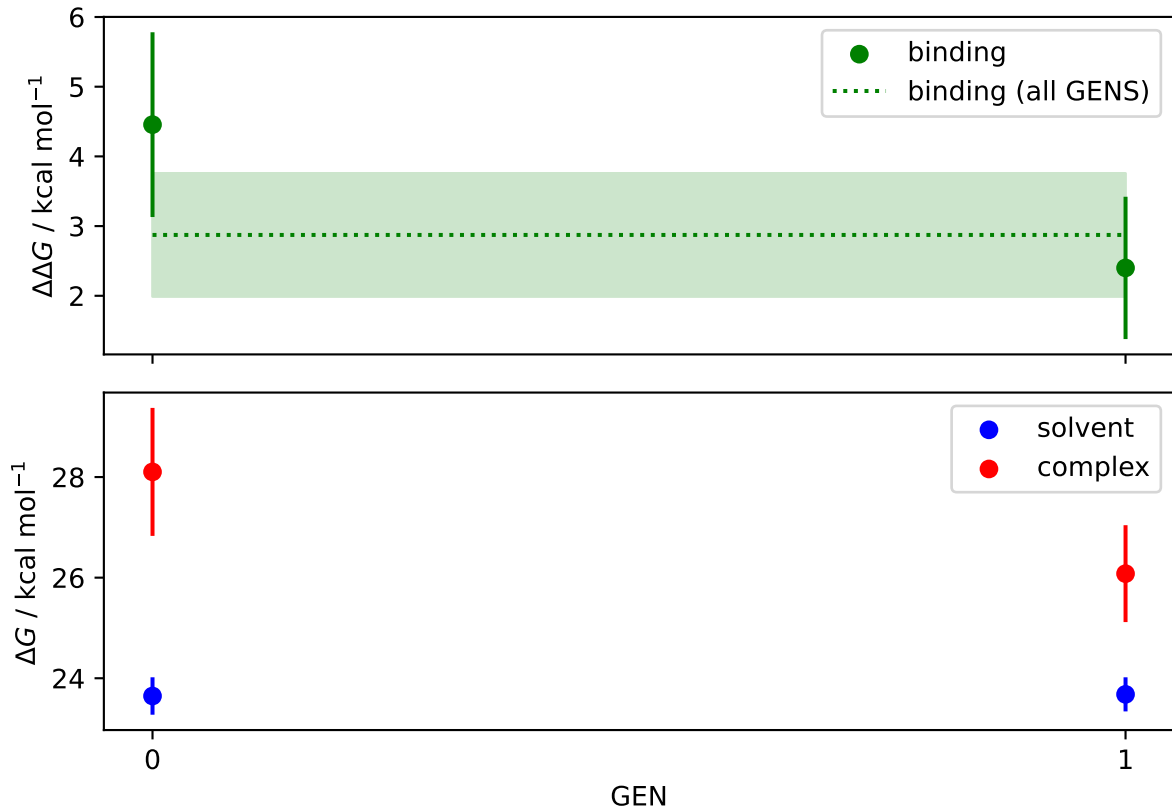 6
5
4
3
2
ΔΔG / kcal mol⁻¹
binding
binding (all GENS)
28
26
24
ΔG / kcal mol⁻¹
solvent
complex
0
1
GEN